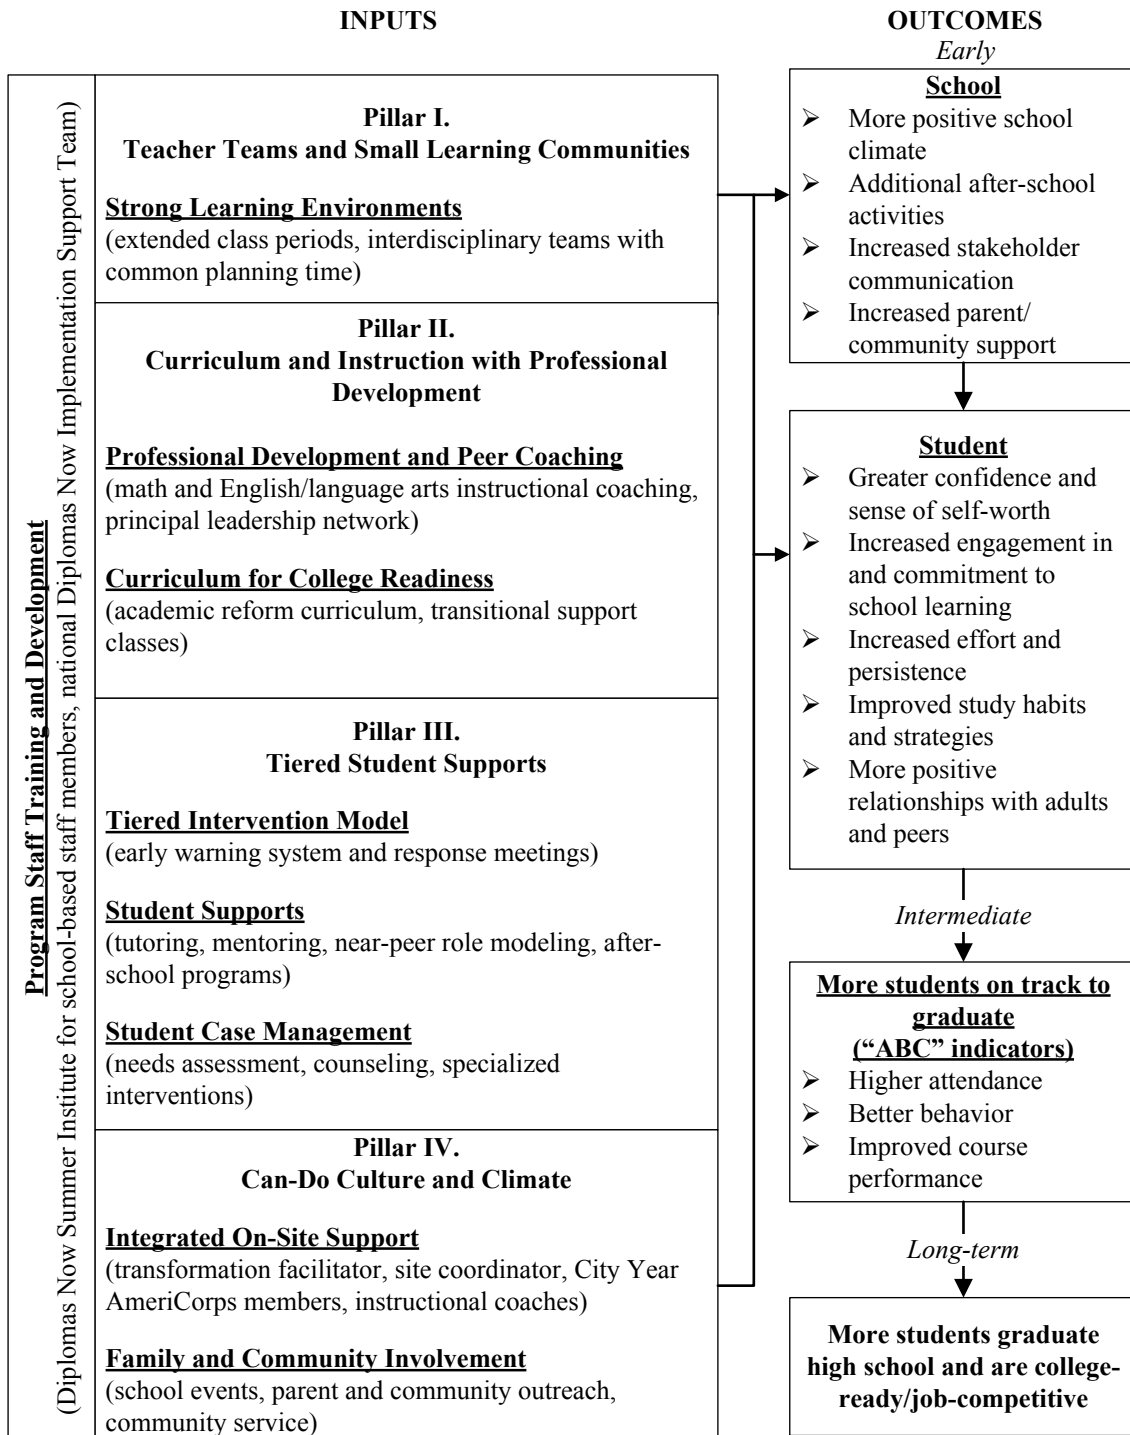 INPUTS
OUTCOMES
Early
Program Staff Training and Development
(Diplomas Now Summer Institute for school-based staff members, national Diplomas Now Implementation Support Team)
Pillar I.
Teacher Teams and Small Learning Communities
Strong Learning Environments
(extended class periods, interdisciplinary teams with
common planning time)
Pillar II.
Curriculum and Instruction with Professional
Development
Professional Development and Peer Coaching
(math and English/language arts instructional coaching,
principal leadership network)
Curriculum for College Readiness
(academic reform curriculum, transitional support
classes)
Pillar III.
Tiered Student Supports
Tiered Intervention Model
(early warning system and response meetings)
Student Supports
(tutoring, mentoring, near-peer role modeling, after-
school programs)
Student Case Management
(needs assessment, counseling, specialized
interventions)
Pillar IV.
Can-Do Culture and Climate
Integrated On-Site Support
(transformation facilitator, site coordinator, City Year
AmeriCorps members, instructional coaches)
Family and Community Involvement
(school events, parent and community outreach,
community service)
School
➢ More positive school
climate
➢ Additional after-school
activities
➢ Increased stakeholder
communication
➢ Increased parent/
community support
Student
➢ Greater confidence and
sense of self-worth
➢ Increased engagement in
and commitment to
school learning
➢ Increased effort and
persistence
➢ Improved study habits
and strategies
➢ More positive
relationships with adults
and peers
Intermediate
More students on track to
graduate
(“ABC” indicators)
➢ Higher attendance
➢ Better behavior
➢ Improved course
performance
Long-term
More students graduate
high school and are college-
ready/job-competitive